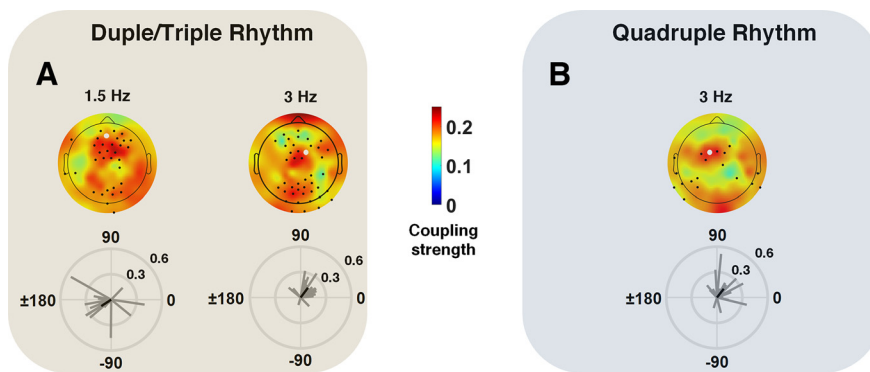 Duple/Triple Rhythm
A
1.5 Hz
3 Hz
0.2
0.1
0
Coupling
strength
90
0.6
0.3
±180
0
-90
90
0.6
0.3
±180
0
-90
Quadruple Rhythm
B
3 Hz
90
0.6
0.3
±180
0
-90